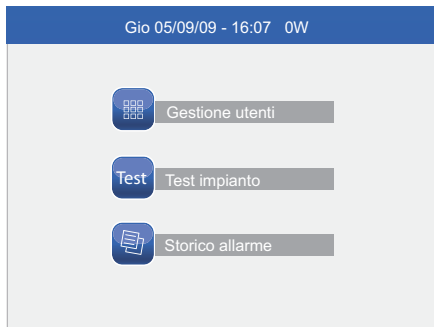 Gio 05/09/09 - 16:07 0W
Gestione utenti
Test Test impianto
Storico allarme